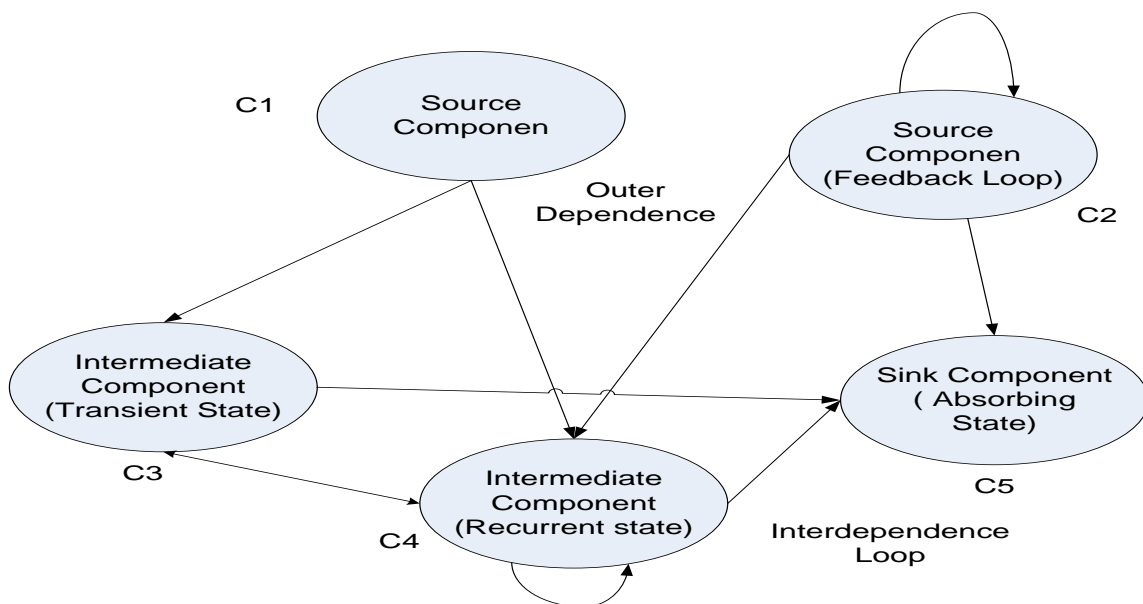 C1
Source
Componen
Source
Componen
(Feedback Loop)
C2
Outer
Dependence
Intermediate
Component
(Transient State)
C3
Sink Component
( Absorbing
State)
C5
Intermediate
Component
(Recurrent state)
C4
Interdependence
Loop